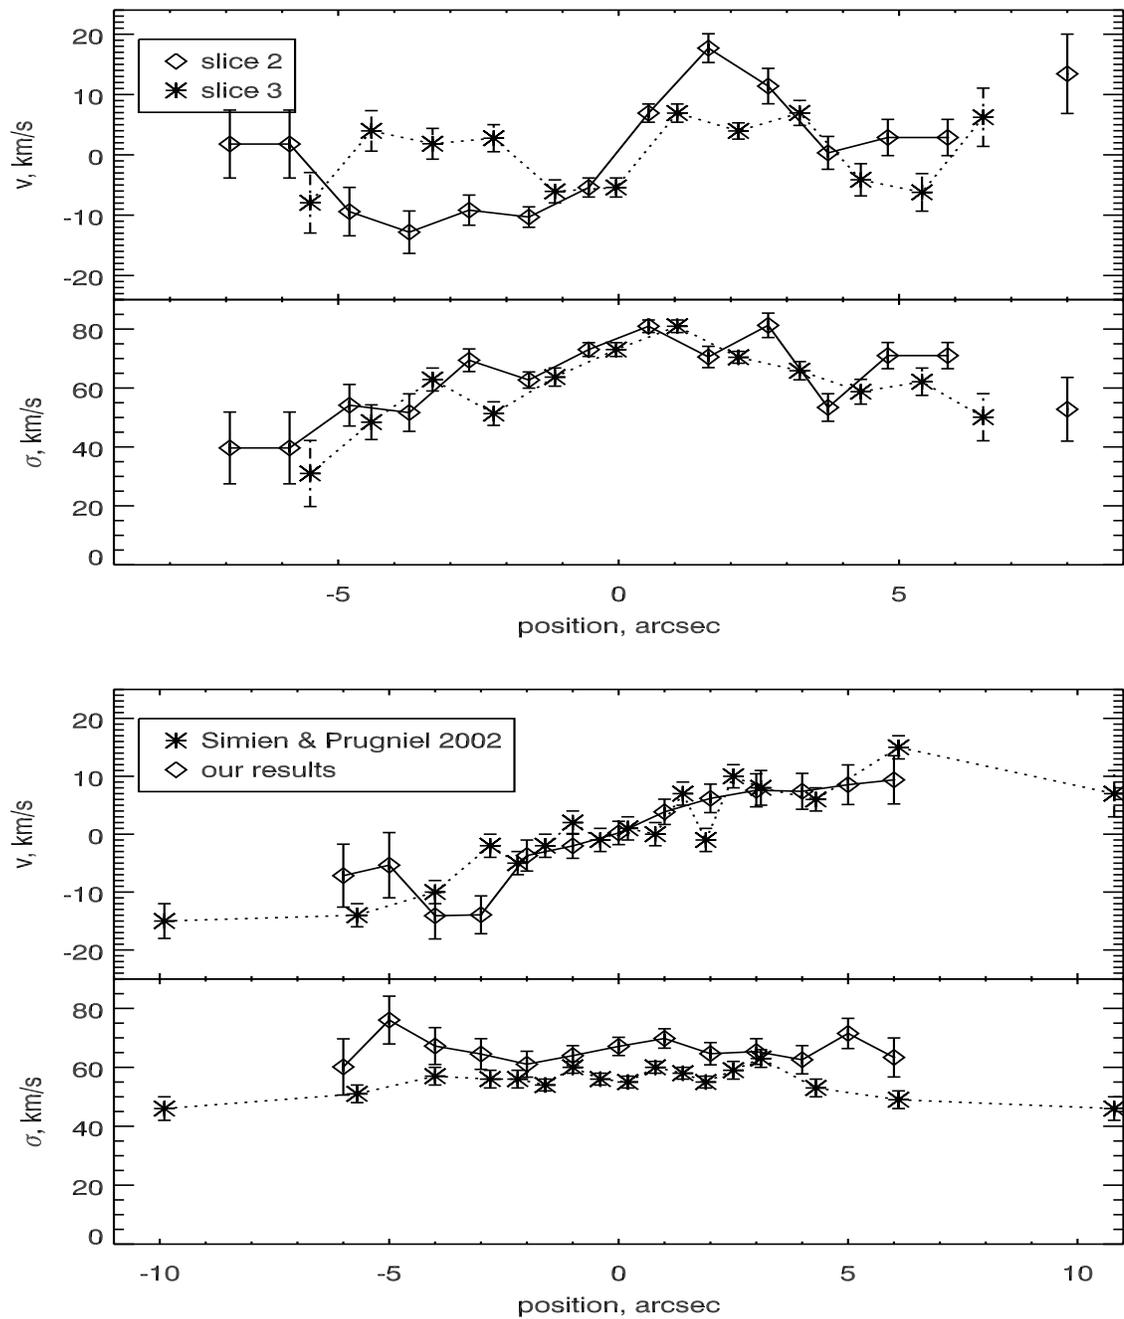 20
10
0
-10
-20
v, km/s
slice 2
slice 3
80
60
40
20
0
σ, km/s
-5 0 5
position, arcsec
20
10
0
-10
-20
v, km/s
Simien & Prugniel 2002
our results
80
60
40
20
0
σ, km/s
-10 -5 0 5 10
position, arcsec